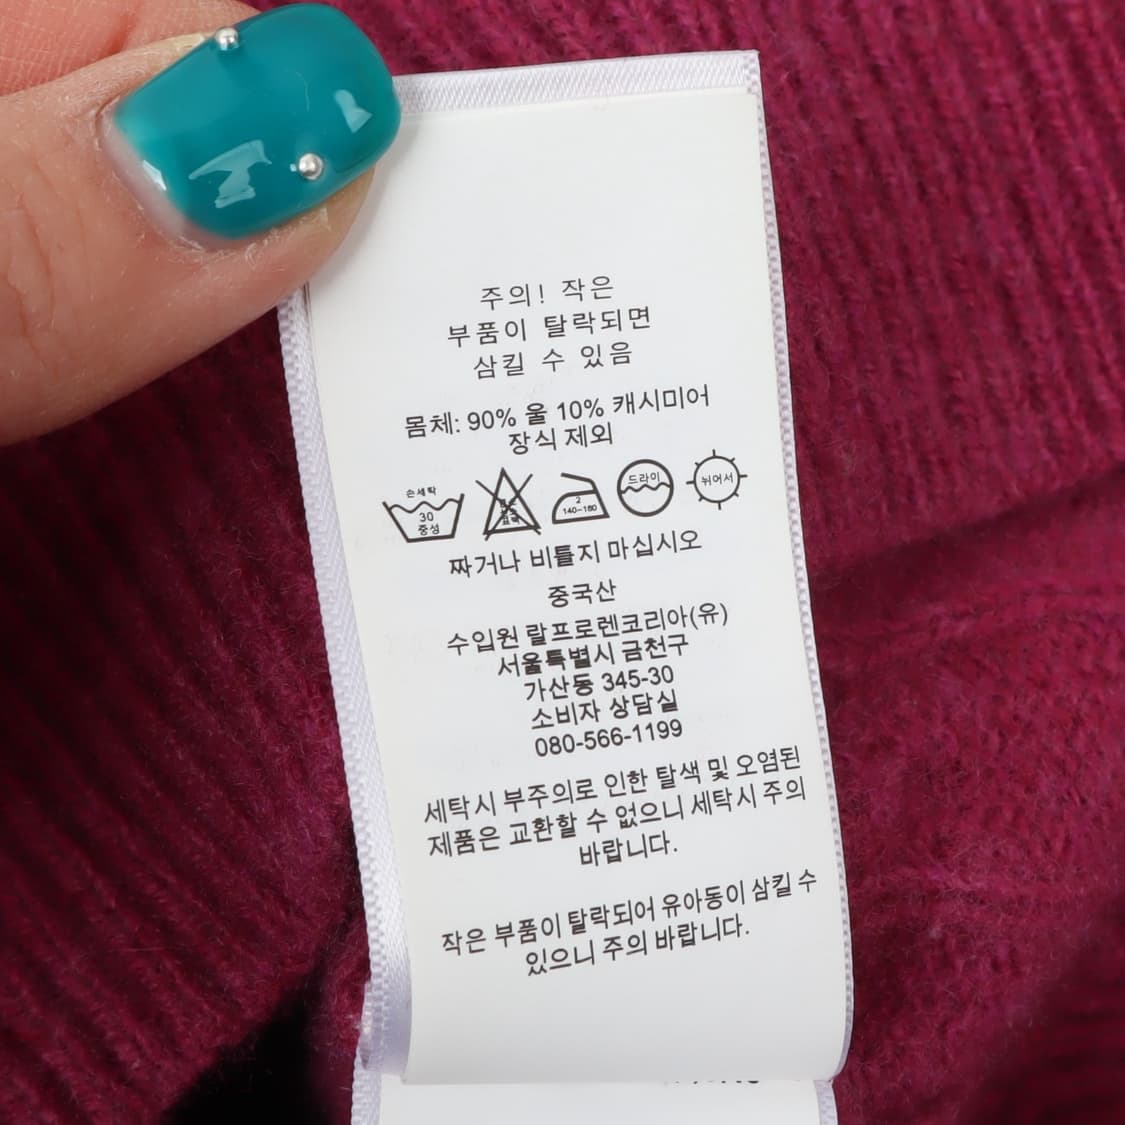 주의! 작은
부품이 탈락되면
삼킬 수 있음
몸체: 90% 울 10% 캐시미어
장식 제외
손세탁 30 중성
2 140~160
드라이
뉘어서
짜거나 비틀지 마십시오
중국산
수입원 랄프로렌코리아(유)
서울특별시 금천구
가산동 345-30
소비자 상담실
080-566-1199
세탁시 부주의로 인한 탈색 및 오염된
제품은 교환할 수 없으니 세탁시 주의
바랍니다.
작은 부품이 탈락되어 유아동이 삼킬 수
있으니 주의 바랍니다.